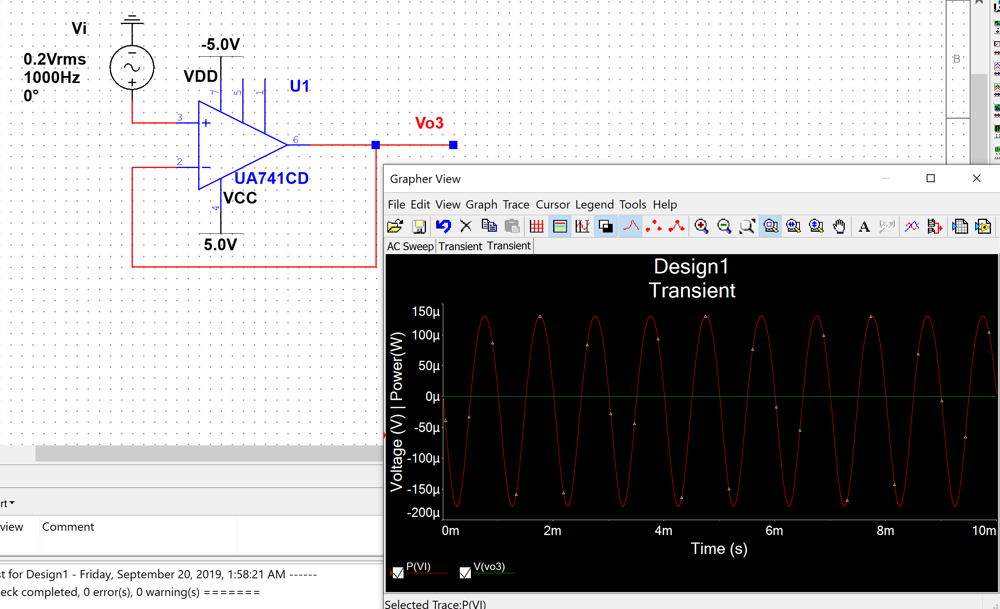 Vi
0.2Vrms
1000Hz
0°
-5.0V
VDD
7
5
1
U1
3
+
2
−
6
Vo3
UA741CD
VCC
4
5.0V
B
Grapher View
File Edit View Graph Trace Cursor Legend Tools Help
AC Sweep Transient Transient
Design1
Transient
Voltage (V) | Power(W)
150µ
100µ
50µ
0µ
-50µ
-100µ
-150µ
-200µ
0m 2m 4m 6m 8m 10m
Time (s)
P(VI) V(vo3)
Selected Trace:P(VI)
rt
view Comment
st for Design1 - Friday, September 20, 2019, 1:58:21 AM ------
eck completed, 0 error(s), 0 warning(s) =======